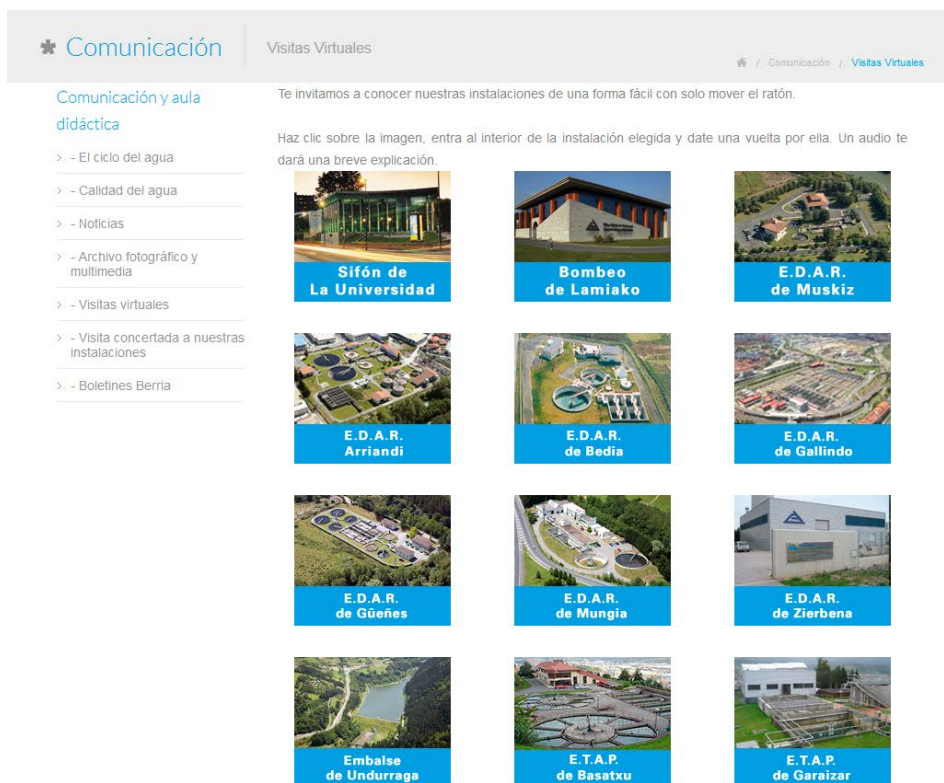 Comunicación
Visitas Virtuales
/ Comunicación / Visitas Virtuales
Comunicación y aula
didáctica
> - El ciclo del agua
> - Calidad del agua
> - Noticias
> - Archivo fotográfico y
multimedia
> - Visitas virtuales
> - Visita concertada a nuestras
instalaciones
> - Boletines Berria
Te invitamos a conocer nuestras instalaciones de una forma fácil con solo mover el ratón.
Haz clic sobre la imagen, entra al interior de la instalación elegida y date una vuelta por ella. Un audio te
dará una breve explicación.
Sifón de
La Universidad
Bombeo
de Lamiako
E.D.A.R.
de Muskiz
E.D.A.R.
Arriandi
E.D.A.R.
de Bedia
E.D.A.R.
de Gallindo
E.D.A.R.
de Güeñes
E.D.A.R.
de Mungia
E.D.A.R.
de Zierbena
Embalse
de Undurraga
E.T.A.P.
de Basatxu
E.T.A.P.
de Garaizar